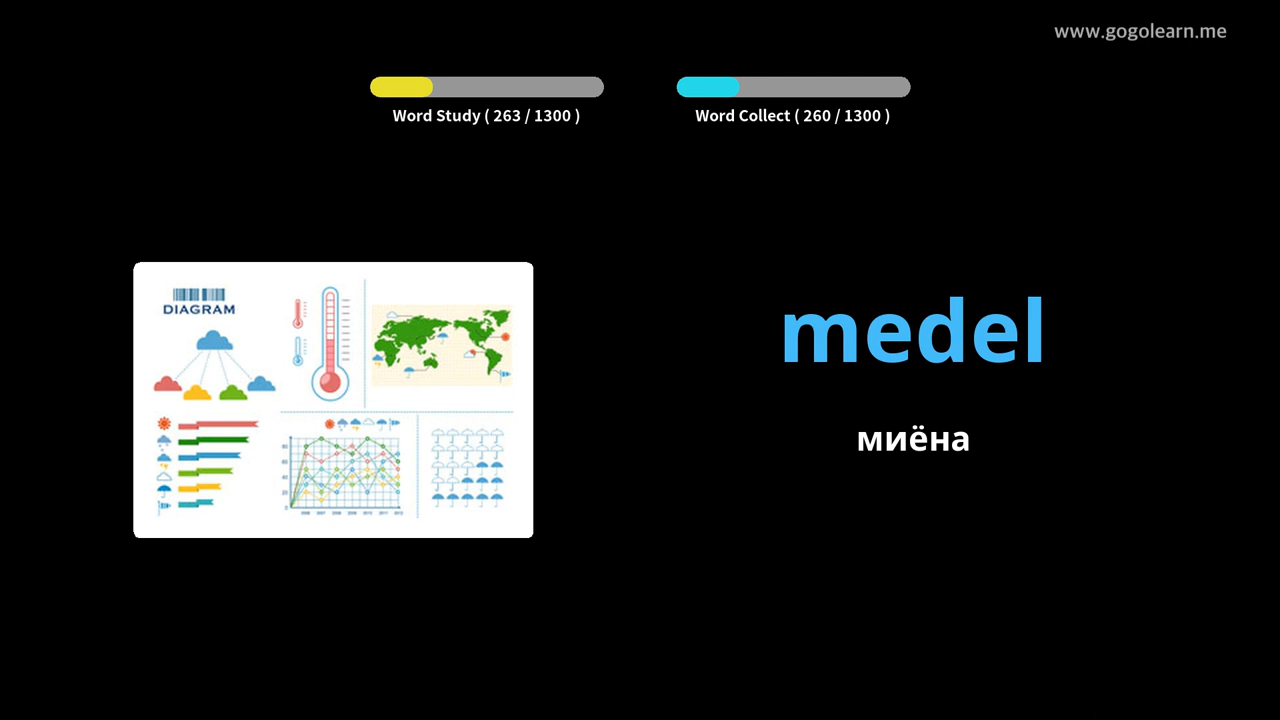 www.gogolearn.me
Word Study ( 263 / 1300 )
Word Collect ( 260 / 1300 )
DIAGRAM
medel
миёна